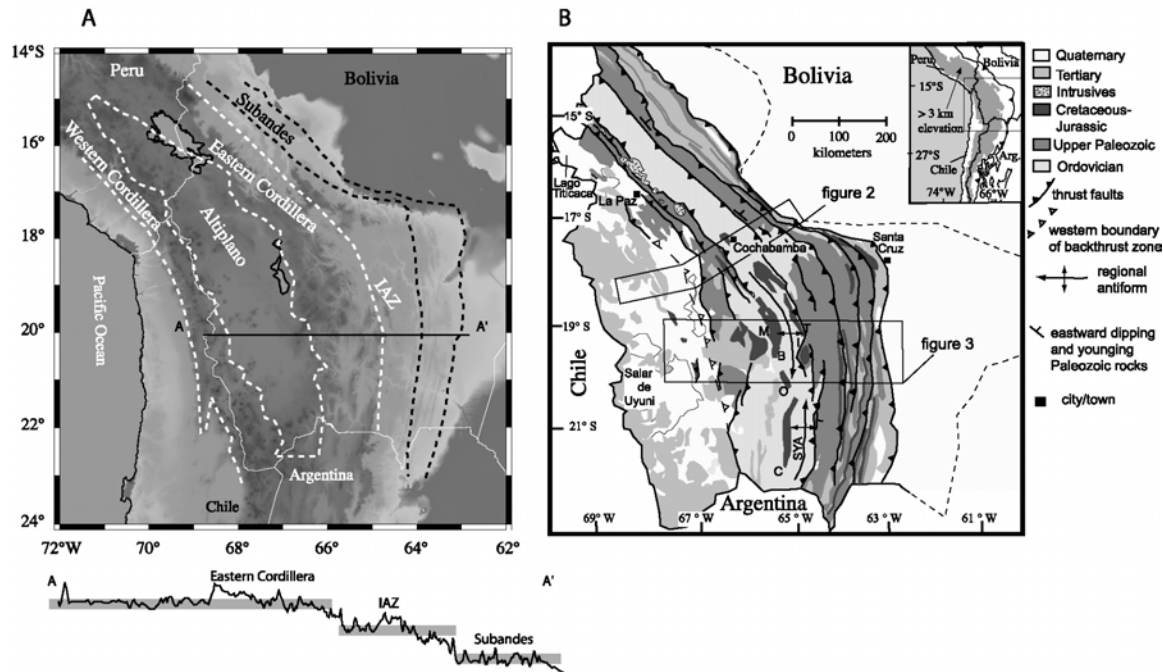 A
14°S
16°
18°
20°
22°
24°
72°W
70°
68°
66°
64°
62°
Peru
Bolivia
Subandes
Western Cordillera
Eastern Cordillera
Altiplano
IAZ
Pacific Ocean
A
A'
Argentina
Chile
A
Eastern Cordillera
IAZ
Subandes
A'
B
Bolivia
15°S
17°S
19°S
21° S
69°W
67° W
65°W
63° W
61° W
0
100
200
kilometers
Lago
Titicaca
La Paz
Cochabamba
Santa
Cruz
figure 2
figure 3
Chile
Salar
de
Uyuni
M
T
B
O
SYA
C
Argentina
Peru
Bolivia
15°S
> 3 km
elevation
27°S
Chile
Arg.
74°W
66°W
Quaternary
Tertiary
Intrusives
Cretaceous-
Jurassic
Upper Paleozoic
Ordovician
thrust faults
western boundary
of backthrust zone
regional
antiform
eastward dipping
and younging
Paleozoic rocks
city/town